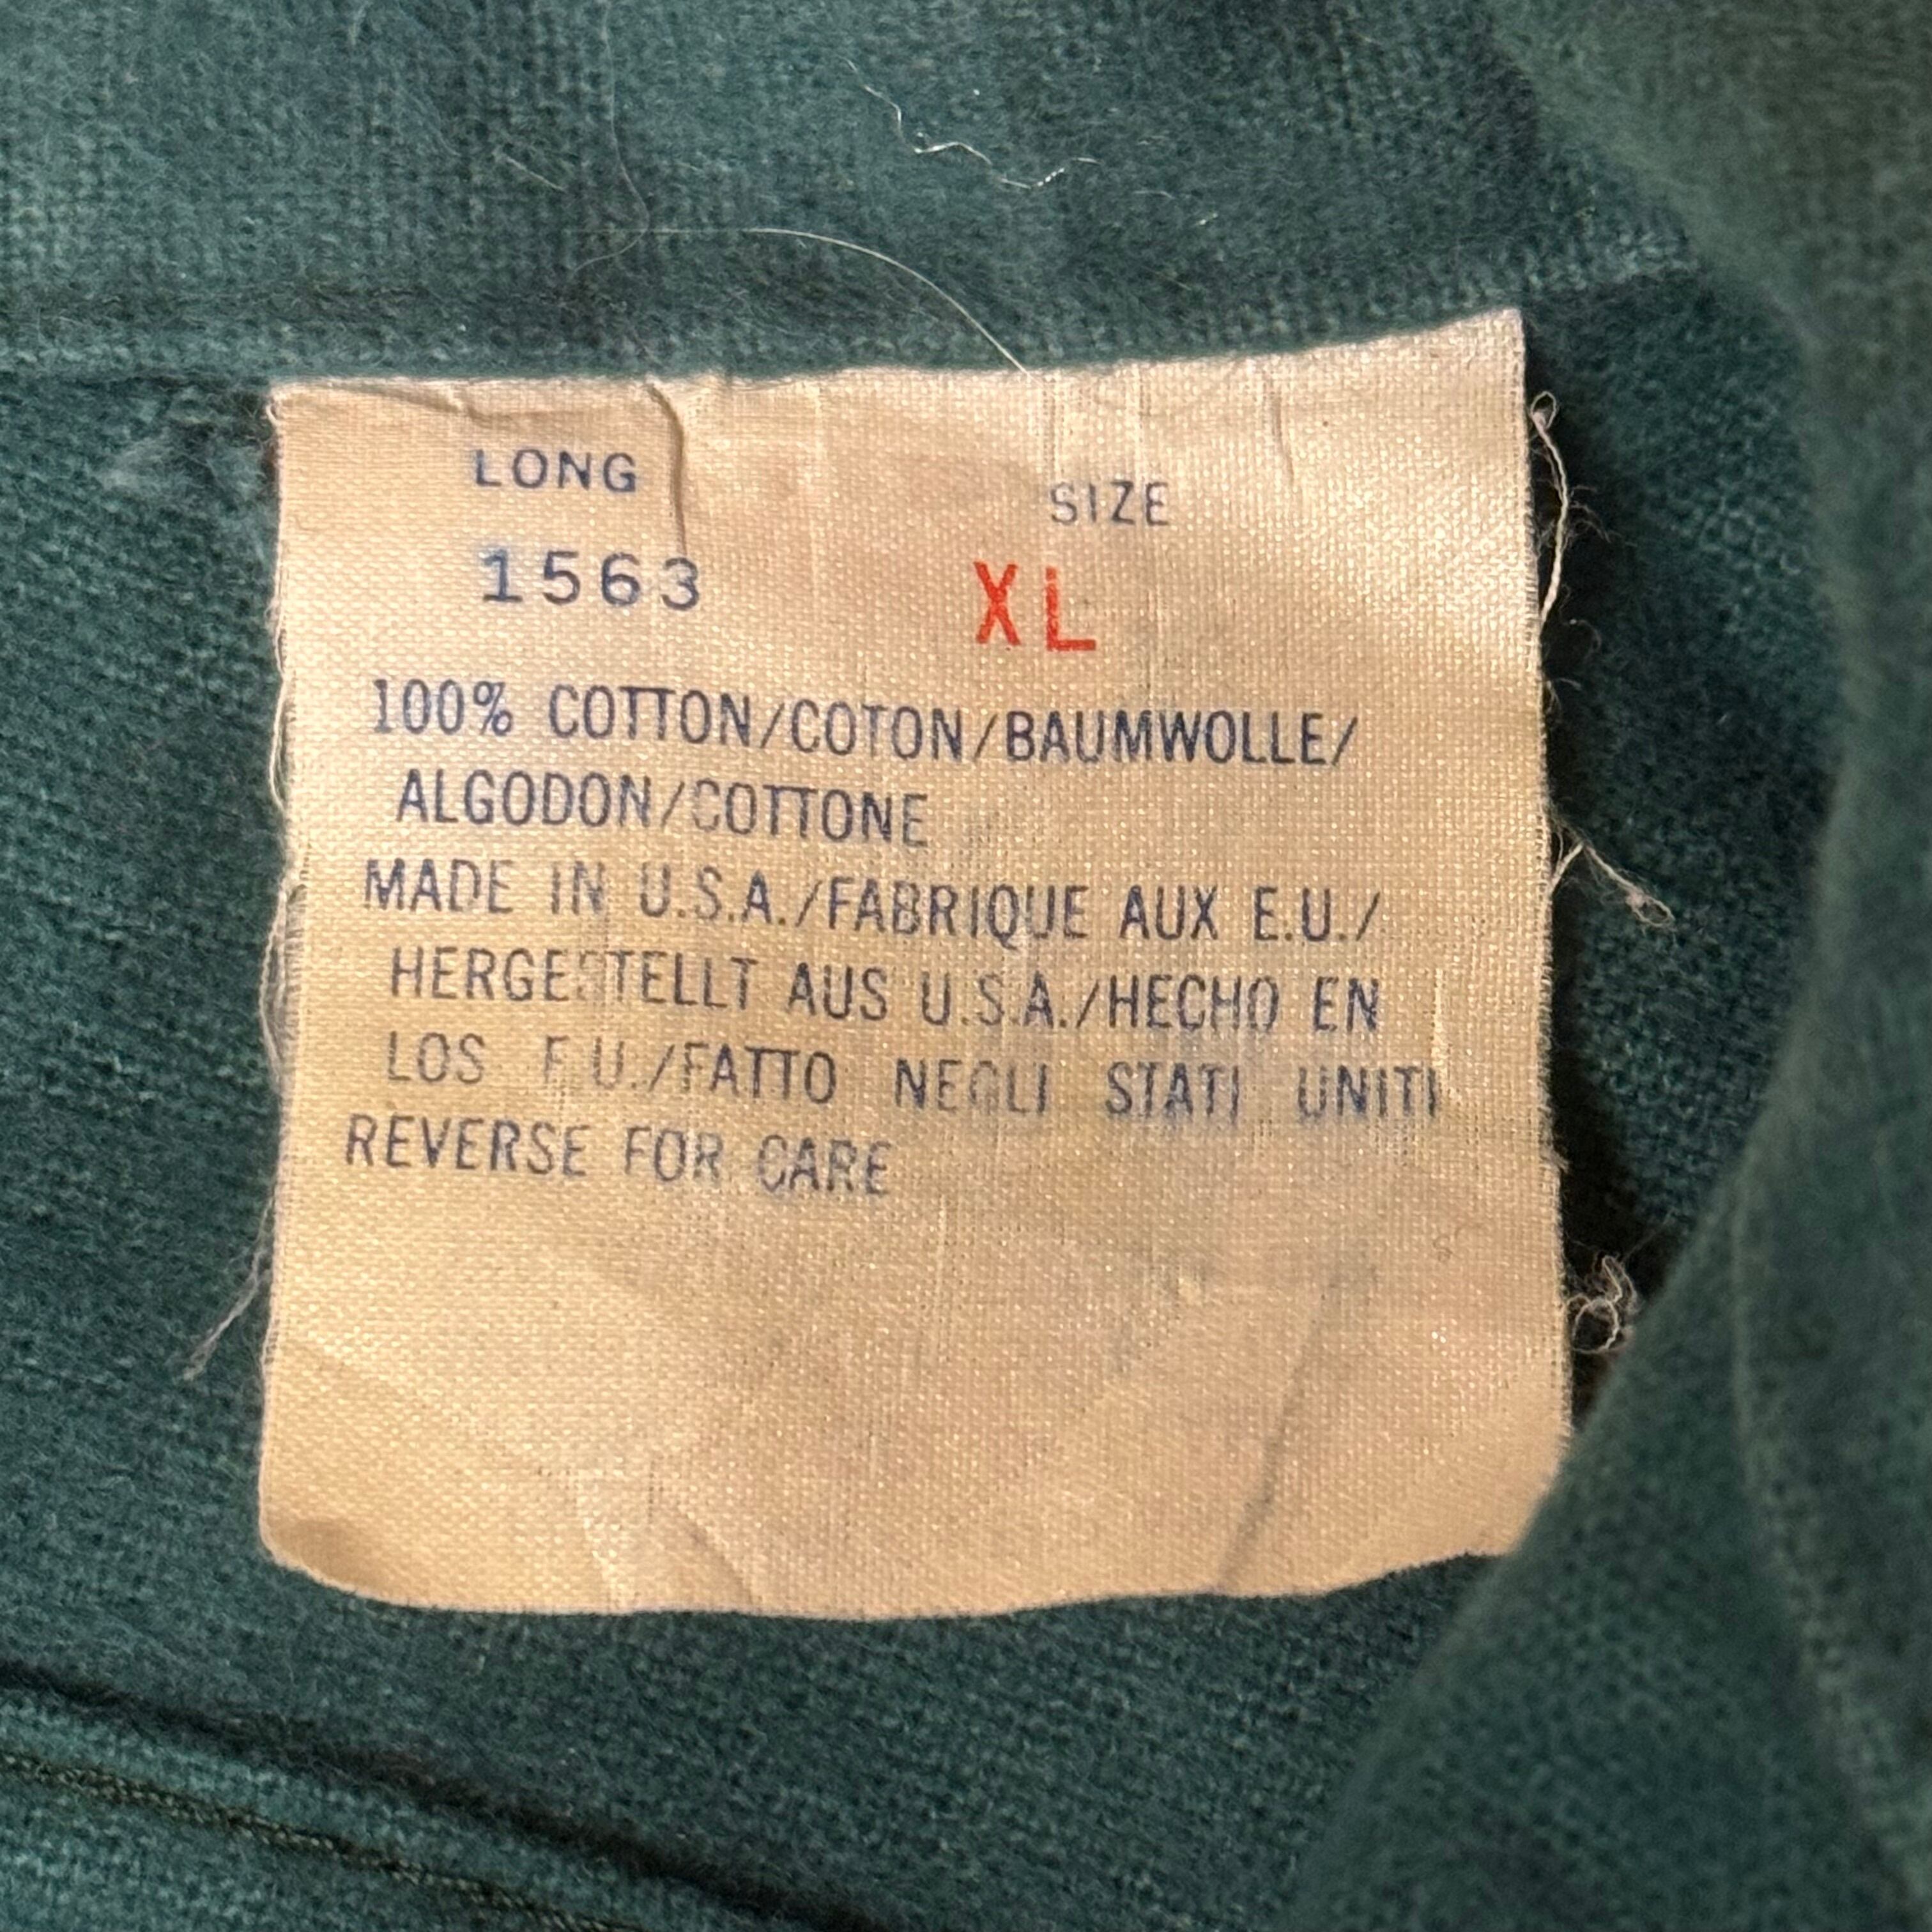 LONG
SIZE
1563
XL
100% COTTON/COTON/BAUMWOLLE/
ALGODON/COTTONE
MADE IN U.S.A./FABRIQUE AUX E.U./
HERGESTELLT AUS U.S.A./HECHO EN
LOS E.U./FATTO NEGLI STATI UNITI
REVERSE FOR CARE